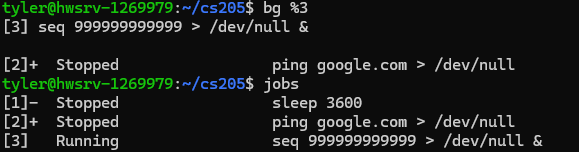 tyler@hwsrv-1269979:~/cs205$ bg %3
[3] seq 999999999999 > /dev/null &
[2]+  Stopped                 ping google.com > /dev/null
tyler@hwsrv-1269979:~/cs205$ jobs
[1]-  Stopped                 sleep 3600
[2]+  Stopped                 ping google.com > /dev/null
[3]   Running                 seq 999999999999 > /dev/null &